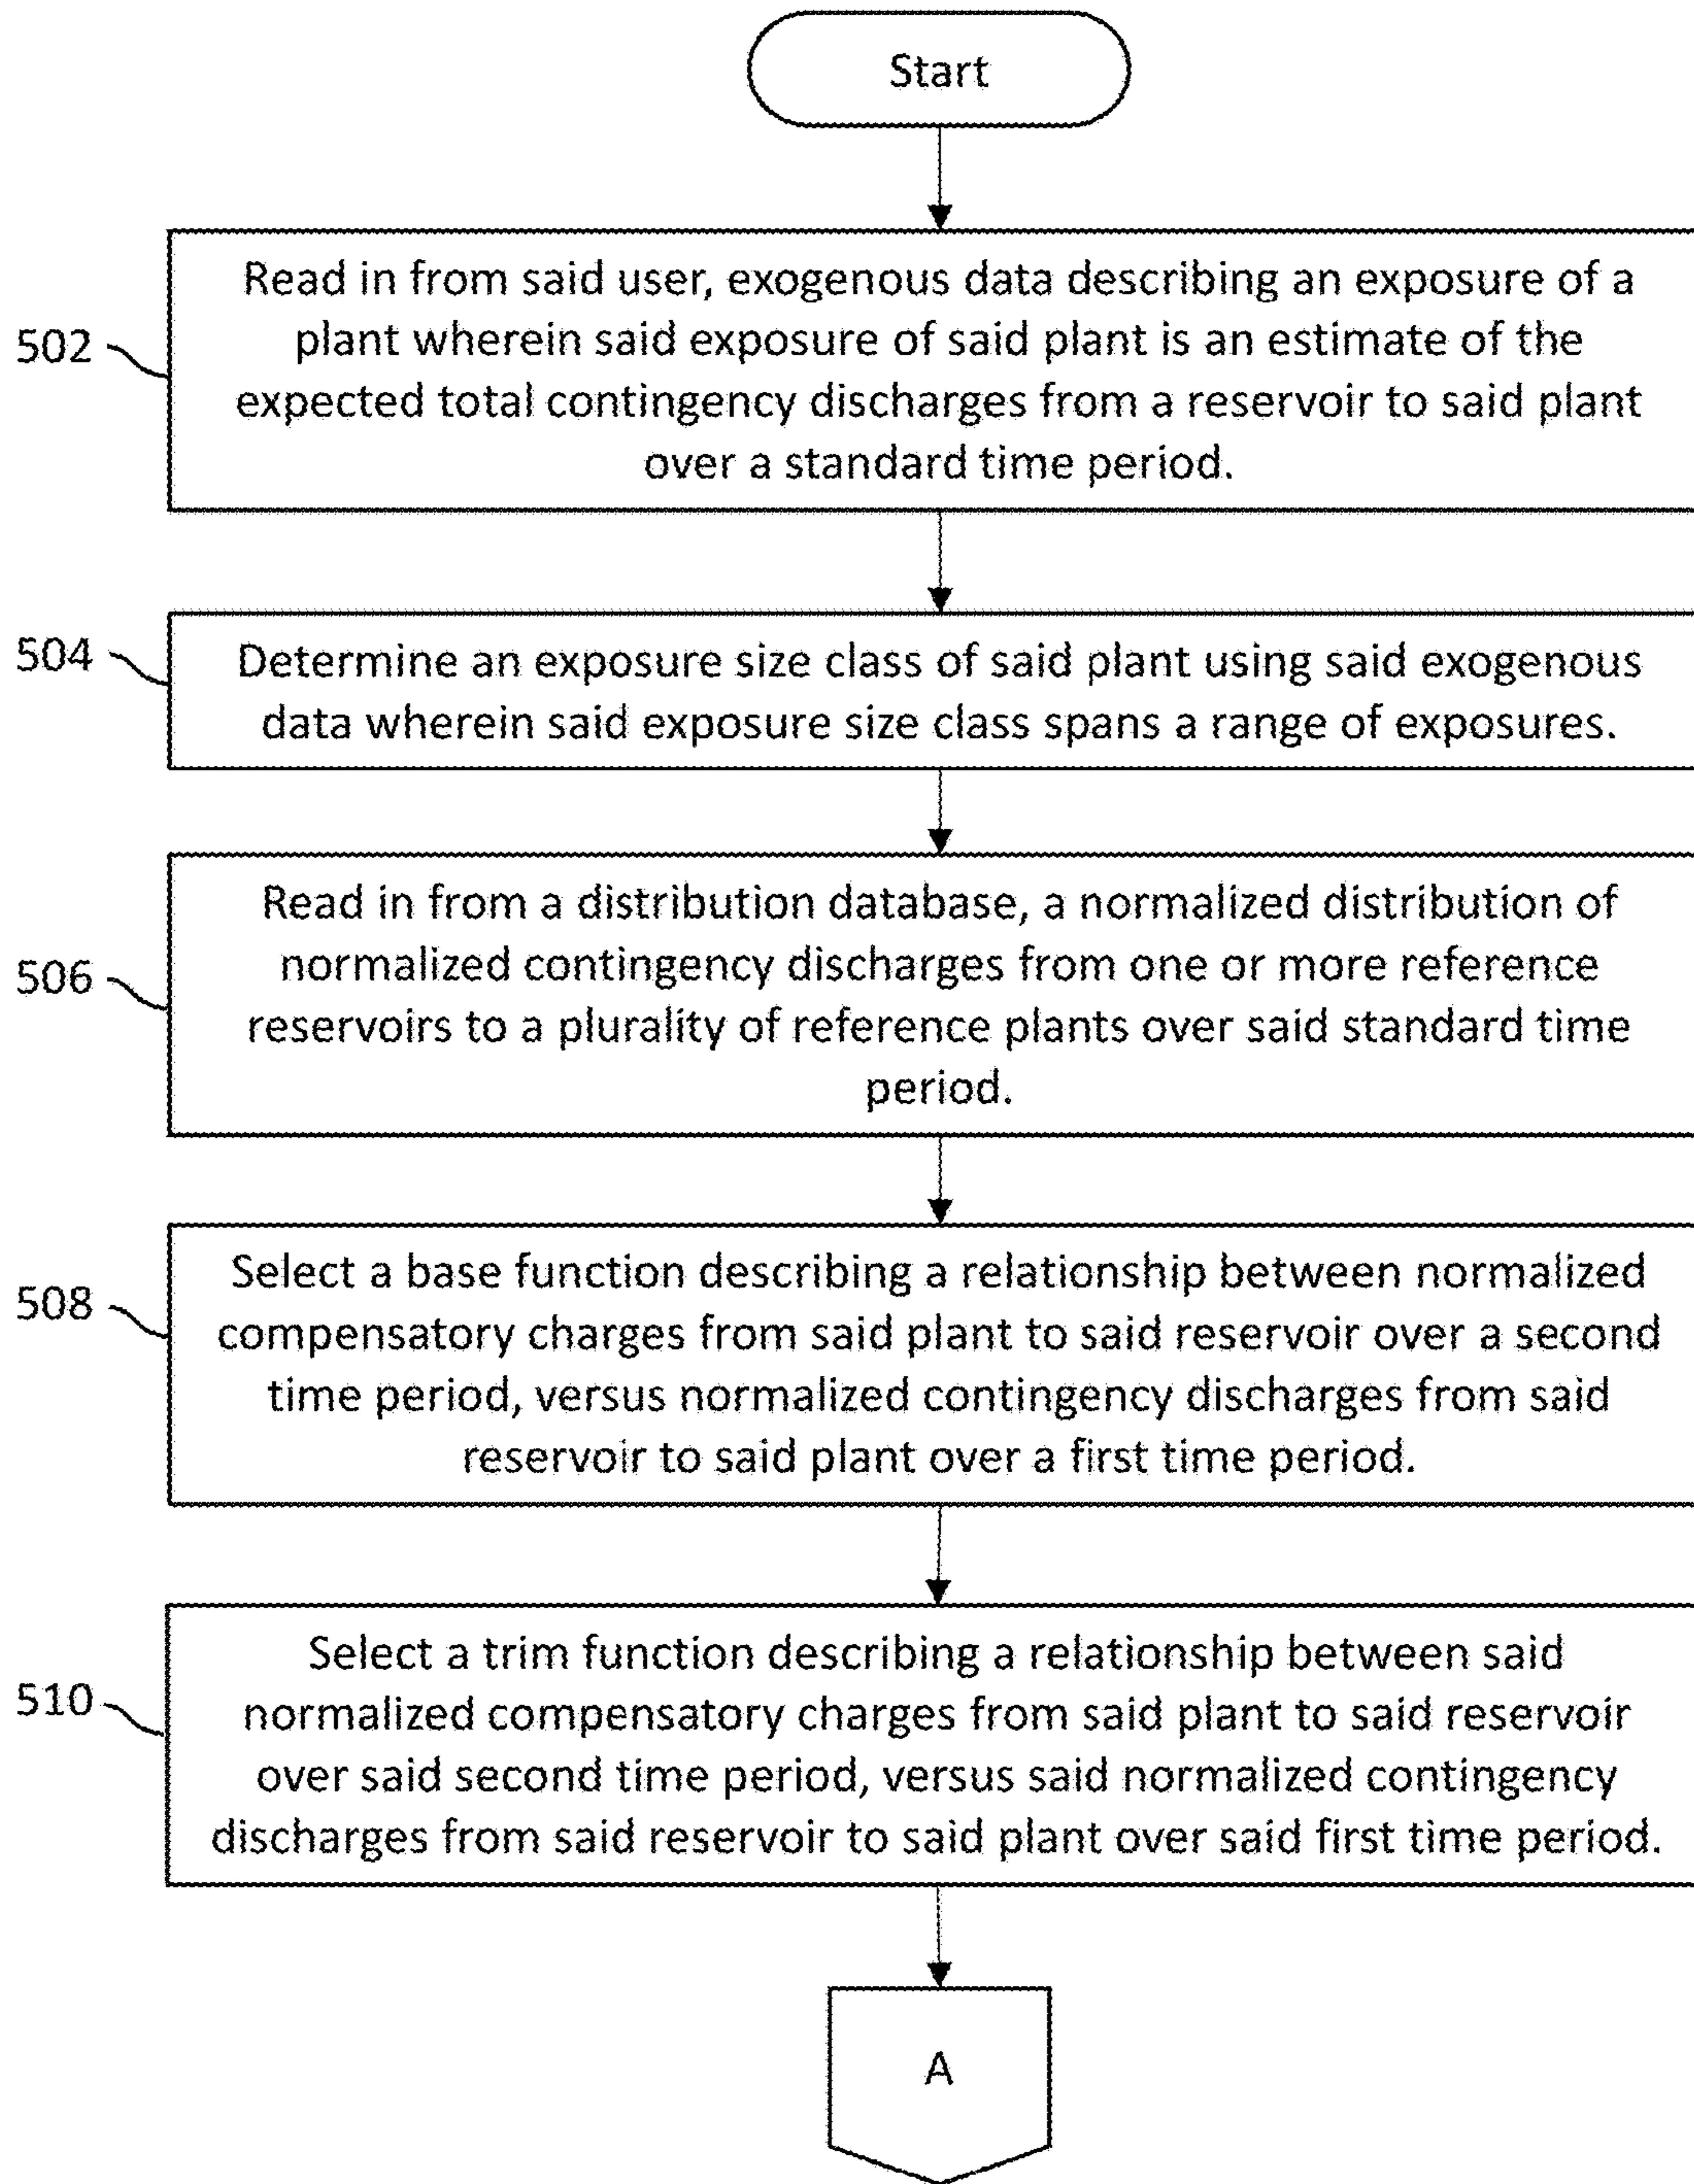 Start
502
Read in from said user, exogenous data describing an exposure of a
plant wherein said exposure of said plant is an estimate of the
expected total contingency discharges from a reservoir to said plant
over a standard time period.
504
Determine an exposure size class of said plant using said exogenous
data wherein said exposure size class spans a range of exposures.
506
Read in from a distribution database, a normalized distribution of
normalized contingency discharges from one or more reference
reservoirs to a plurality of reference plants over said standard time
period.
508
Select a base function describing a relationship between normalized
compensatory charges from said plant to said reservoir over a second
time period, versus normalized contingency discharges from said
reservoir to said plant over a first time period.
510
Select a trim function describing a relationship between said
normalized compensatory charges from said plant to said reservoir
over said second time period, versus said normalized contingency
discharges from said reservoir to said plant over said first time period.
A